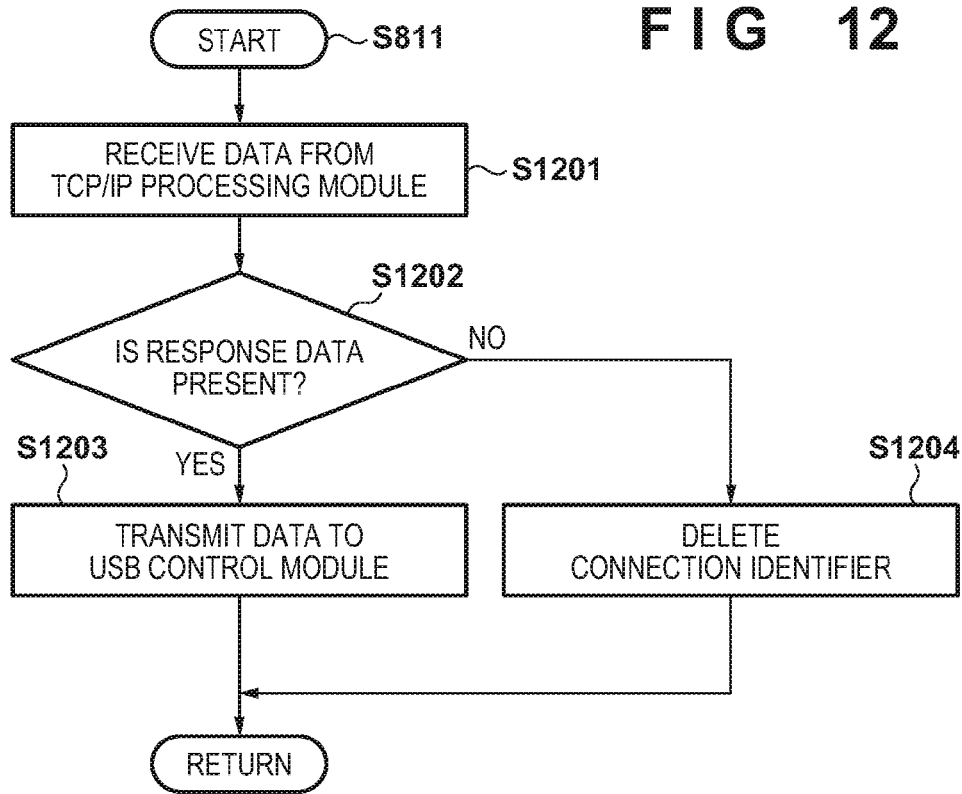 FIG 12
START
S811
RECEIVE DATA FROM
TCP/IP PROCESSING MODULE
S1201
S1202
IS RESPONSE DATA
PRESENT?
NO
YES
S1203
S1204
TRANSMIT DATA TO
USB CONTROL MODULE
DELETE
CONNECTION IDENTIFIER
RETURN